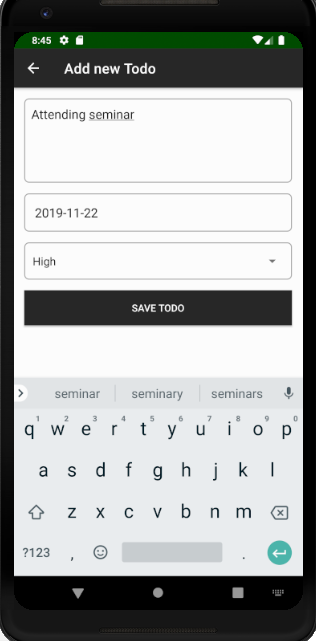 8:45
Add new Todo
Attending seminar
2019-11-22
High
SAVE TODO
seminar seminary seminars
1 2 3 4 5 6 7 8 9 0
q w e r t y u i o p
a s d f g h j k l
z x c v b n m
?123 , .